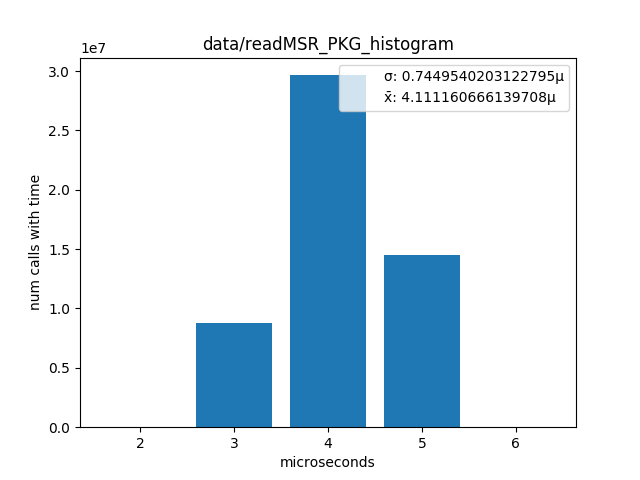 data/readMSR_PKG_histogram
1e7
σ: 0.7449540203122795μ
x̄: 4.111160666139708μ
3.0
2.5
2.0
1.5
1.0
0.5
0.0
num calls with time
2 3 4 5 6
microseconds